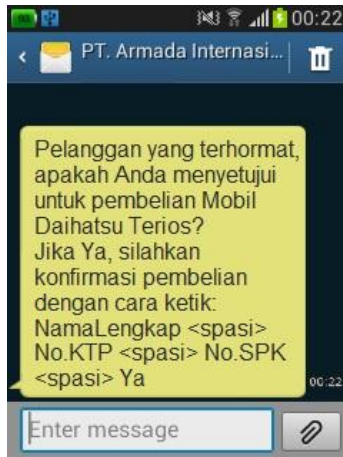 00:22
PT. Armada Internasi...
Pelanggan yang terhormat,
apakah Anda menyetujui
untuk pembelian Mobil
Daihatsu Terios?
Jika Ya, silahkan
konfirmasi pembelian
dengan cara ketik:
NamaLengkap <spasi>
No.KTP <spasi> No.SPK
<spasi> Ya
00:22
Enter message